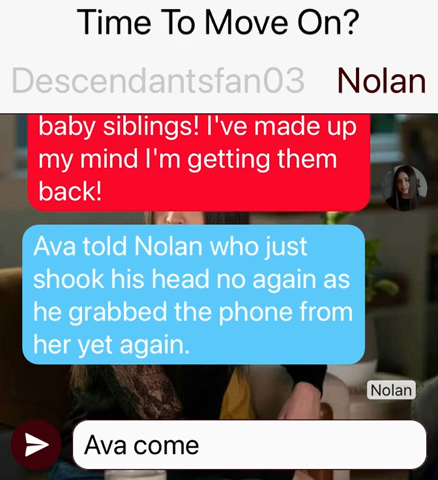 Time To Move On?
Descendantsfan03 Nolan
baby siblings! I've made up
my mind I'm getting them
back!
Ava told Nolan who just
shook his head no again as
he grabbed the phone from
her yet again.
Nolan
Ava come